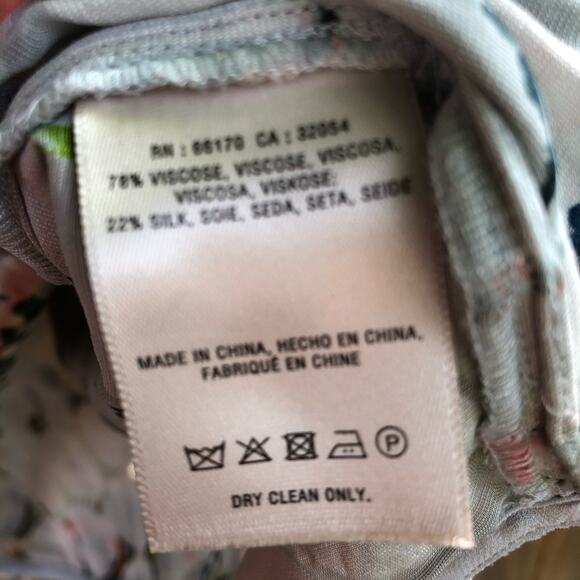 RN : 66170 CA : 32054
78% VISCOSE, VISCOSE, VISCOSA,
VISCOSA, VISKOSE;
22% SILK, SOIE, SEDA, SETA, SEIDE
MADE IN CHINA, HECHO EN CHINA,
FABRIQUÉ EN CHINE
P
DRY CLEAN ONLY.